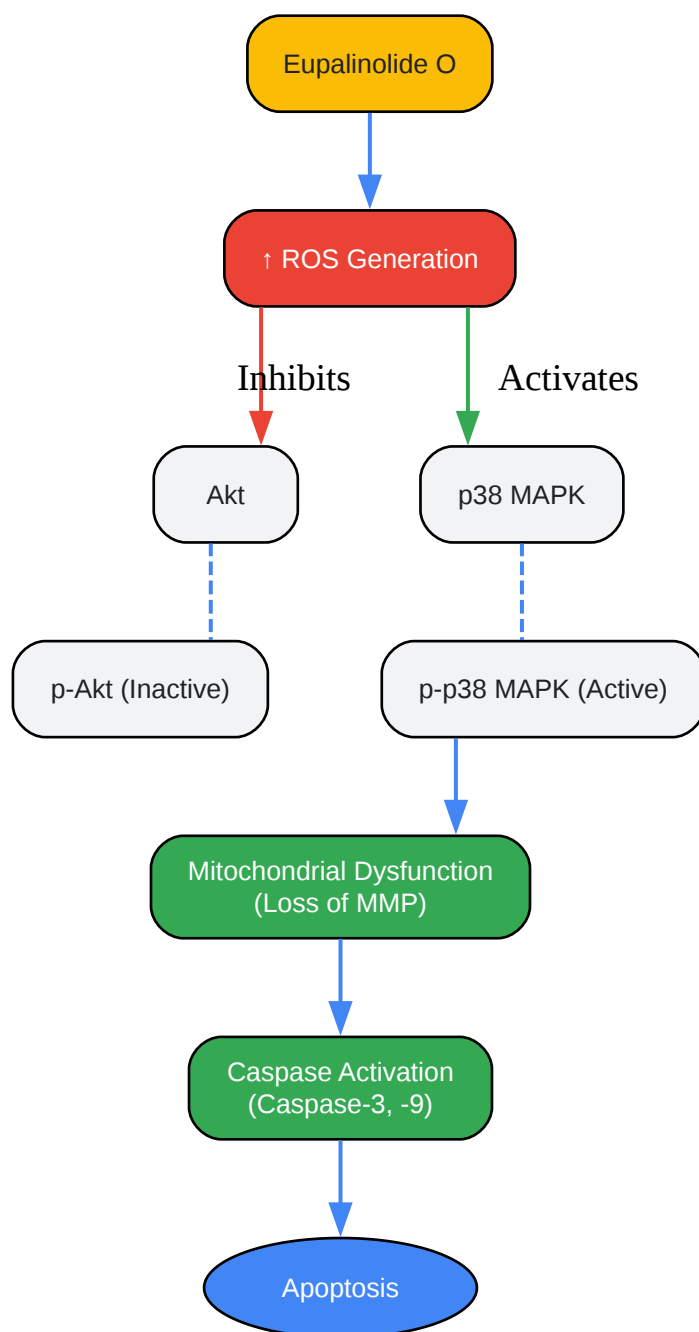 Eupalinolide O
↑ ROS Generation
Inhibits
Activates
Akt
p38 MAPK
p-Akt (Inactive)
p-p38 MAPK (Active)
Mitochondrial Dysfunction
(Loss of MMP)
Caspase Activation
(Caspase-3, -9)
Apoptosis